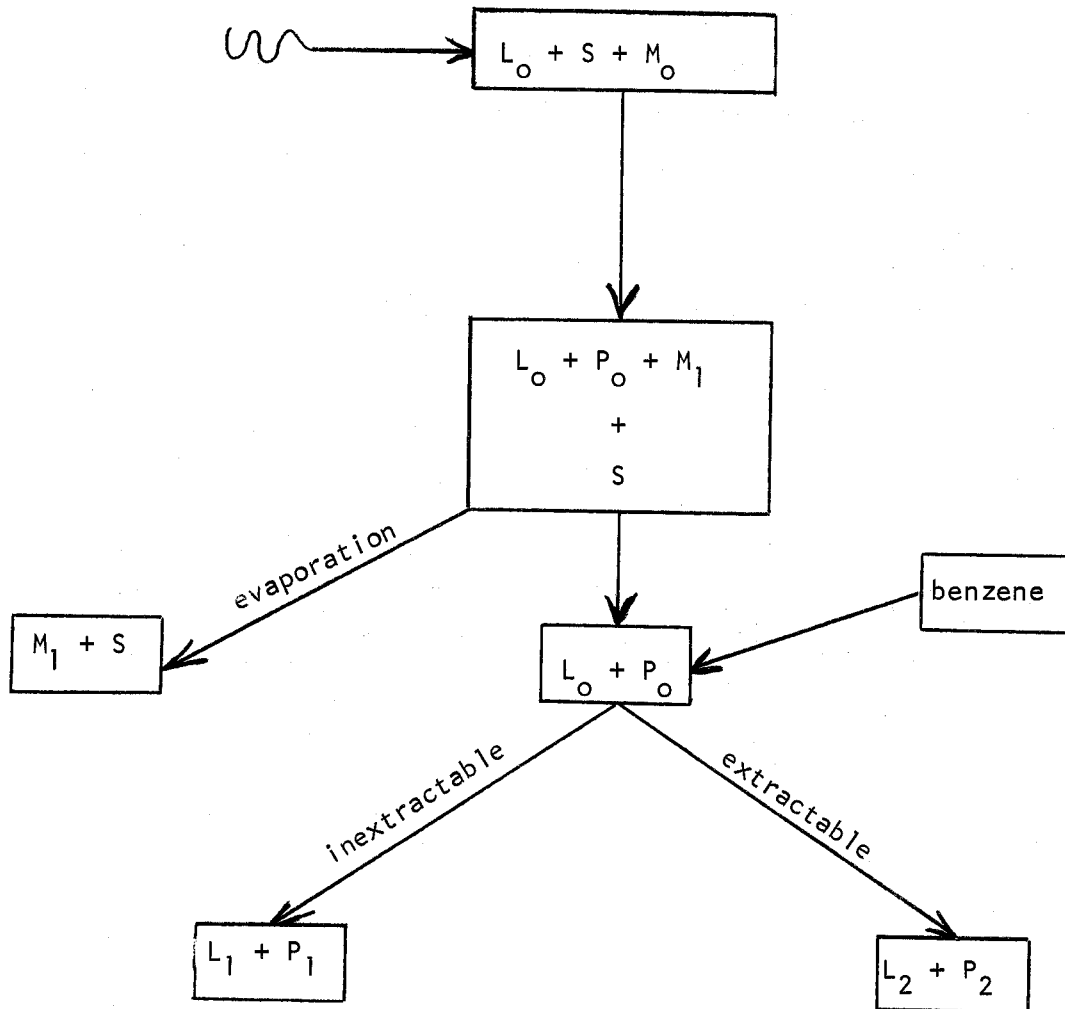 L₀ + S + M₀
L₀ + P₀ + M₁
+
S
evaporation
benzene
M₁ + S
L₀ + P₀
inextractable
extractable
L₁ + P₁
L₂ + P₂